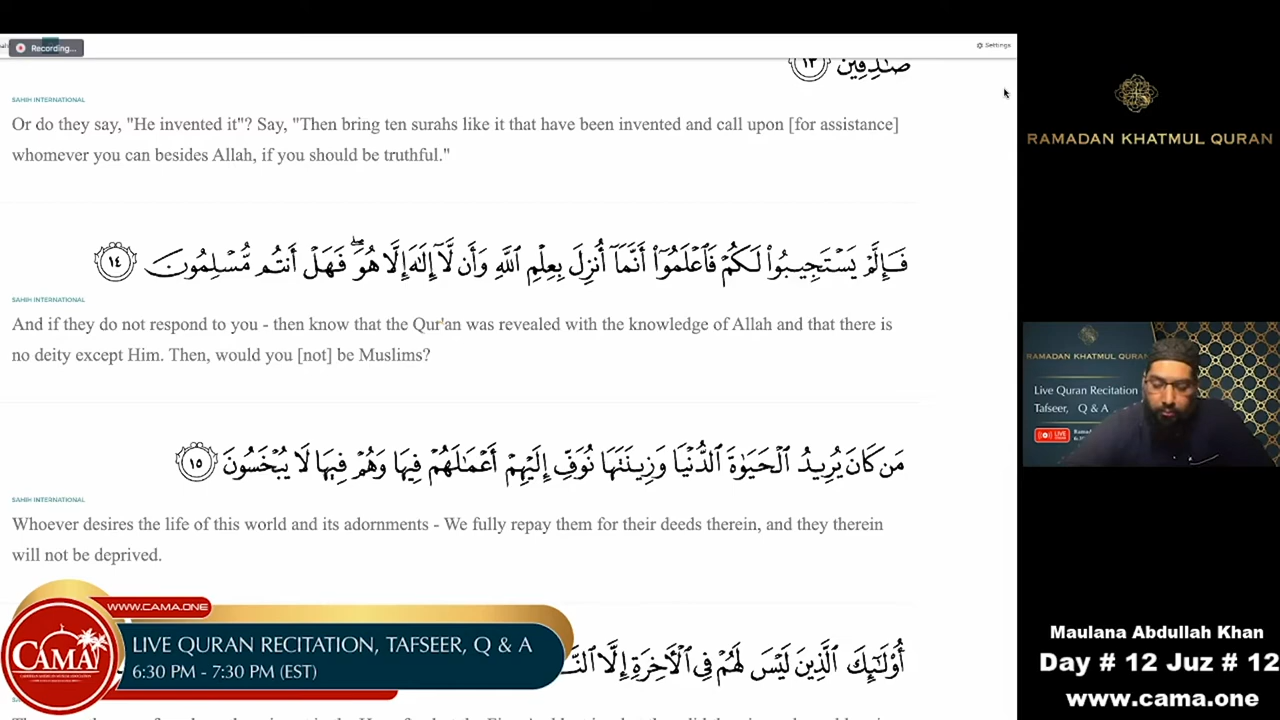 Recording...
Settings
صَـٰدِقِينَ ١٣
SAHIH INTERNATIONAL
Or do they say, "He invented it"? Say, "Then bring ten surahs like it that have been invented and call upon [for assistance]
whomever you can besides Allah, if you should be truthful."
فَإِلَّمْ يَسْتَجِيبُوا۟ لَكُمْ فَٱعْلَمُوٓا۟ أَنَّمَآ أُنزِلَ بِعِلْمِ ٱللَّهِ وَأَن لَّآ إِلَـٰهَ إِلَّا هُوَ ۖ فَهَلْ أَنتُم مُّسْلِمُونَ ١٤
SAHIH INTERNATIONAL
And if they do not respond to you - then know that the Qur'an was revealed with the knowledge of Allah and that there is
no deity except Him. Then, would you [not] be Muslims?
مَن كَانَ يُرِيدُ ٱلْحَيَوٰةَ ٱلدُّنْيَا وَزِينَتَهَا نُوَفِّ إِلَيْهِمْ أَعْمَـٰلَهُمْ فِيهَا وَهُمْ فِيهَا لَا يُبْخَسُونَ ١٥
SAHIH INTERNATIONAL
Whoever desires the life of this world and its adornments - We fully repay them for their deeds therein, and they therein
will not be deprived.
أُو۟لَـٰٓئِكَ ٱلَّذِينَ لَيْسَ لَهُمْ فِى ٱلْـَٔاخِرَةِ إِلَّا
WWW.CAMA.ONE
CAMA
LIVE QURAN RECITATION, TAFSEER, Q & A
6:30 PM - 7:30 PM (EST)
RAMADAN KHATMUL QURAN
RAMADAN KHATMUL QURAN
Live Quran Recitation
Tafseer, Q & A
LIVE
Maulana Abdullah Khan
Day # 12 Juz # 12
www.cama.one